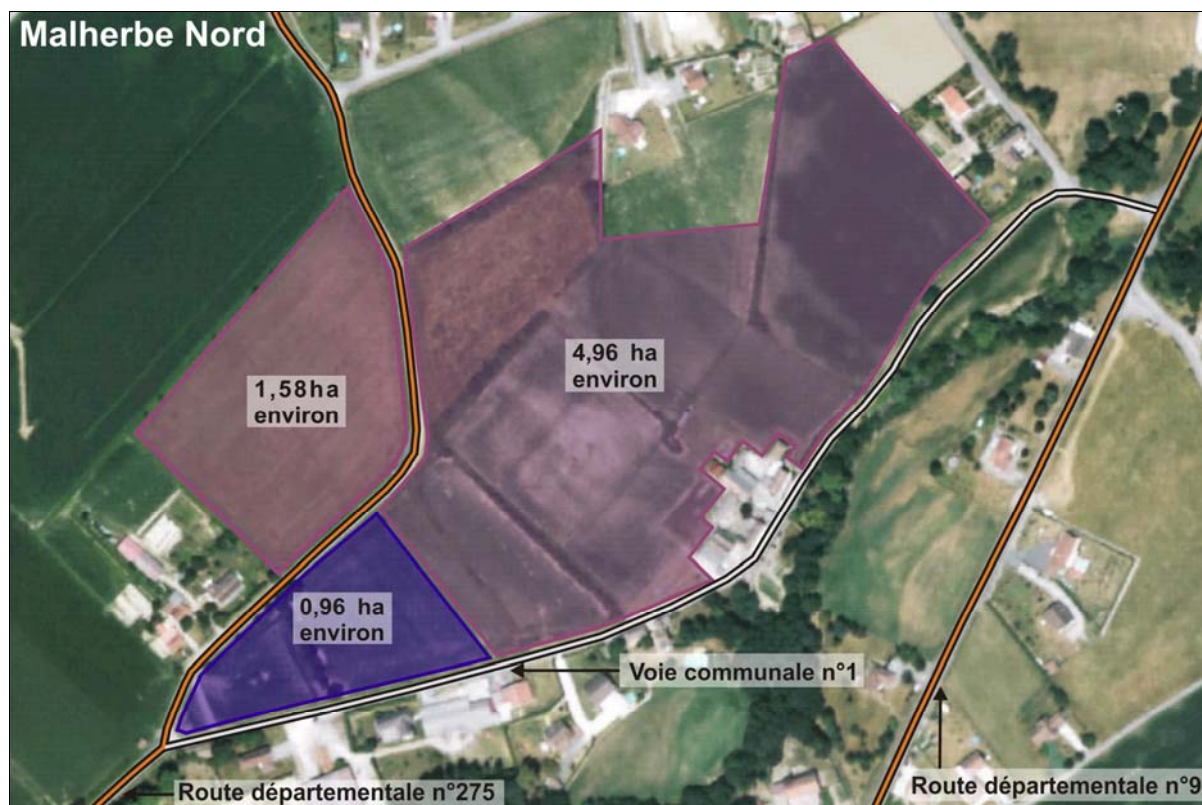 Malherbe Nord
1,58ha
environ
4,96 ha
environ
0,96 ha
environ
Voie communale n°1
Route départementale n°275
Route départementale n°9